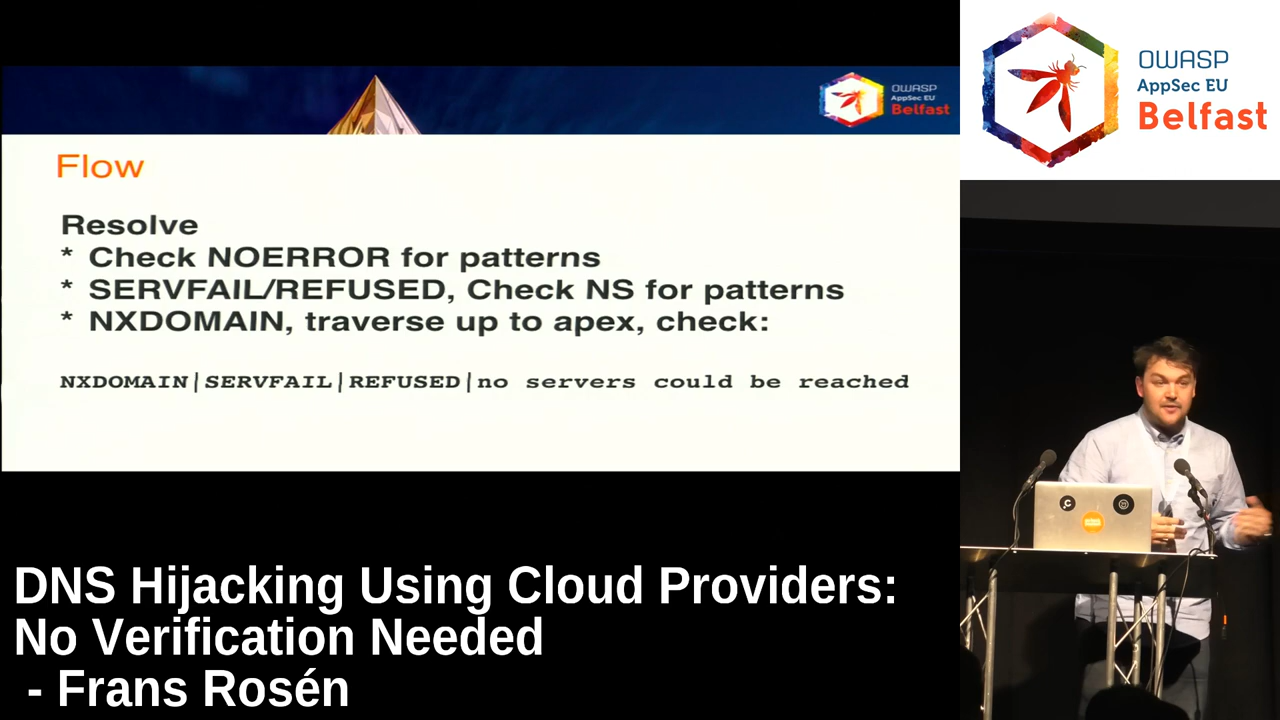 OWASP
AppSec EU
Belfast
Flow
Resolve
* Check NOERROR for patterns
* SERVFAIL/REFUSED, Check NS for patterns
* NXDOMAIN, traverse up to apex, check:
NXDOMAIN|SERVFAIL|REFUSED|no servers could be reached
OWASP
AppSec EU
Belfast
DNS Hijacking Using Cloud Providers:
No Verification Needed
- Frans Rosén